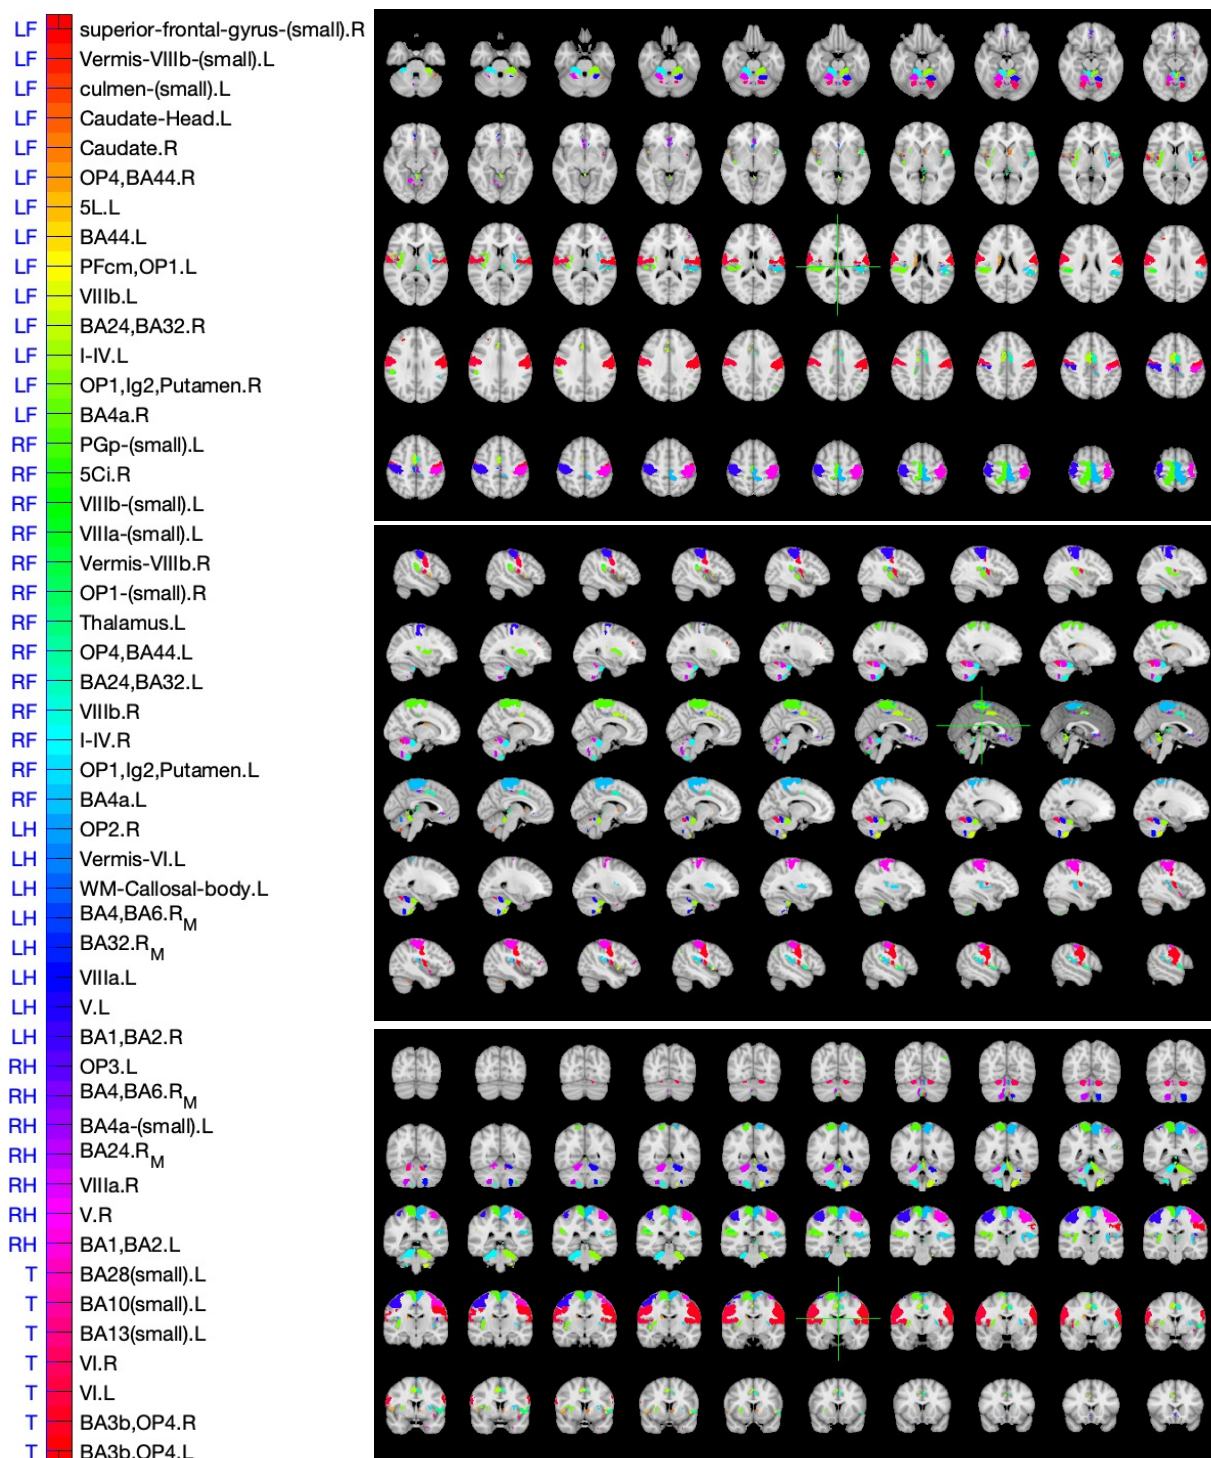 LF superior-frontal-gyrus-(small).R
LF Vermis-VIIIb-(small).L
LF culmen-(small).L
LF Caudate-Head.L
LF Caudate.R
LF OP4,BA44.R
LF 5L.L
LF BA44.L
LF PFcm,OP1.L
LF VIIIb.L
LF BA24,BA32.R
LF I-IV.L
LF OP1,Ig2,Putamen.R
LF BA4a.R
RF PGp-(small).L
RF 5Ci.R
RF VIIIb-(small).L
RF VIIIa-(small).L
RF Vermis-VIIIb.R
RF OP1-(small).R
RF Thalamus.L
RF OP4,BA44.L
RF BA24,BA32.L
RF VIIIb.R
RF I-IV.R
RF OP1,Ig2,Putamen.L
RF BA4a.L
LH OP2.R
LH Vermis-VI.L
LH WM-Callosal-body.L
LH BA4,BA6.R_M
LH BA32.R_M
LH VIIIa.L
LH V.L
LH BA1,BA2.R
RH OP3.L
RH BA4,BA6.R_M
RH BA4a-(small).L
RH BA24.R_M
RH VIIIa.R
RH V.R
RH BA1,BA2.L
T BA28(small).L
T BA10(small).L
T BA13(small).L
T VI.R
T VI.L
T BA3b,OP4.R
T BA3b,OP4.L